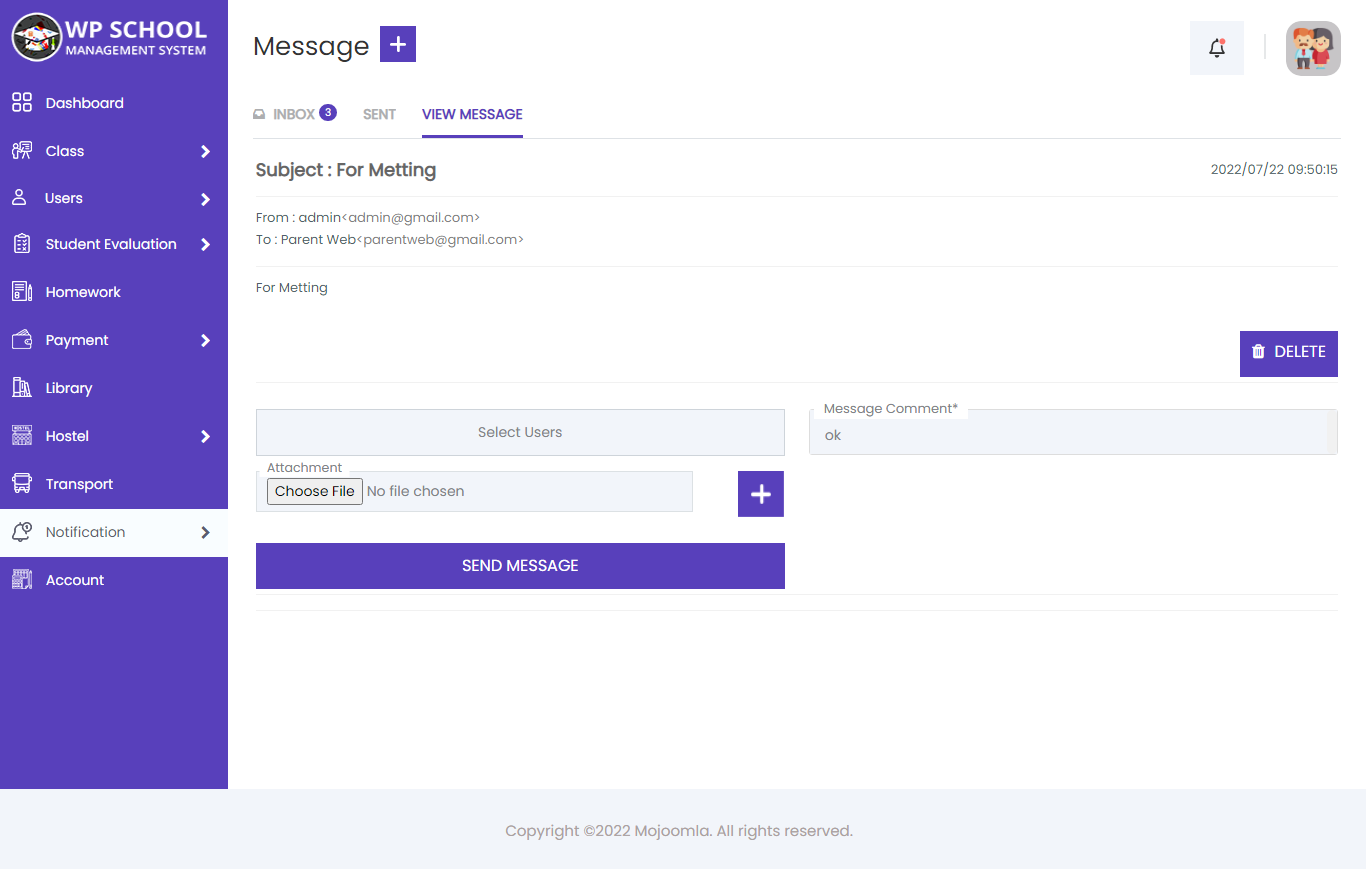 WP SCHOOL
MANAGEMENT SYSTEM
Dashboard
Class
Users
Student Evaluation
Homework
Payment
Library
Hostel
Transport
Notification
Account
Message
INBOX 3 SENT VIEW MESSAGE
Subject : For Metting 2022/07/22 09:50:15
From : admin<admin@gmail.com>
To : Parent Web<parentweb@gmail.com>
For Metting
DELETE
Select Users
Message Comment*
ok
Attachment
Choose File No file chosen
SEND MESSAGE
Copyright ©2022 Mojoomla. All rights reserved.